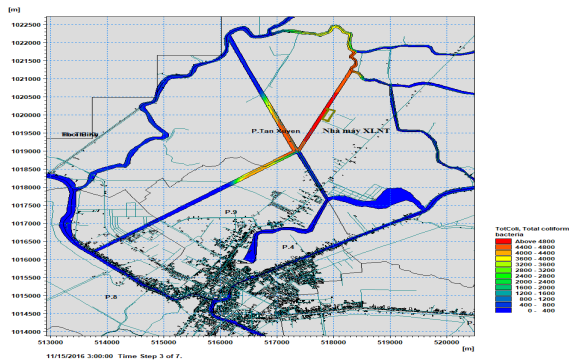 [m]
1022500
1022000
1021500
1021000
1020500
1020000
1019500
1019000
1018500
1018000
1017500
1017000
1016500
1016000
1015500
1015000
1014500
1014000
P.Tan Xuyen
Nhà máy XLNT
P.9
P.4
P.8
P.
513000 514000 515000 516000 517000 518000 519000 520000
[m]
11/15/2016 3:00:00 Time Step 3 of 7.
TotColi, Total coliform
bacteria
Above 4800
4400 - 4800
4000 - 4400
3600 - 4000
3200 - 3600
2800 - 3200
2400 - 2800
2000 - 2400
1600 - 2000
1200 - 1600
800 - 1200
400 - 800
0 - 400